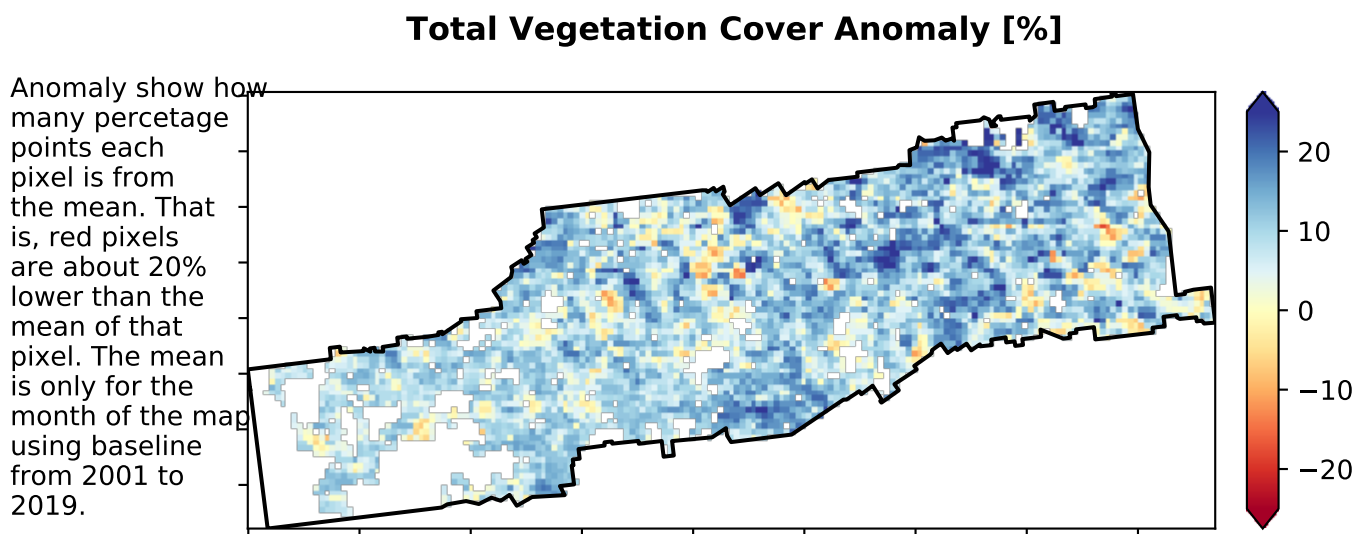 Total Vegetation Cover Anomaly [%]
Anomaly show how
many percetage
points each
pixel is from
the mean. That
is, red pixels
are about 20%
lower than the
mean of that
pixel. The mean
is only for the
month of the map
using baseline
from 2001 to
2019.
20
10
0
−10
−20